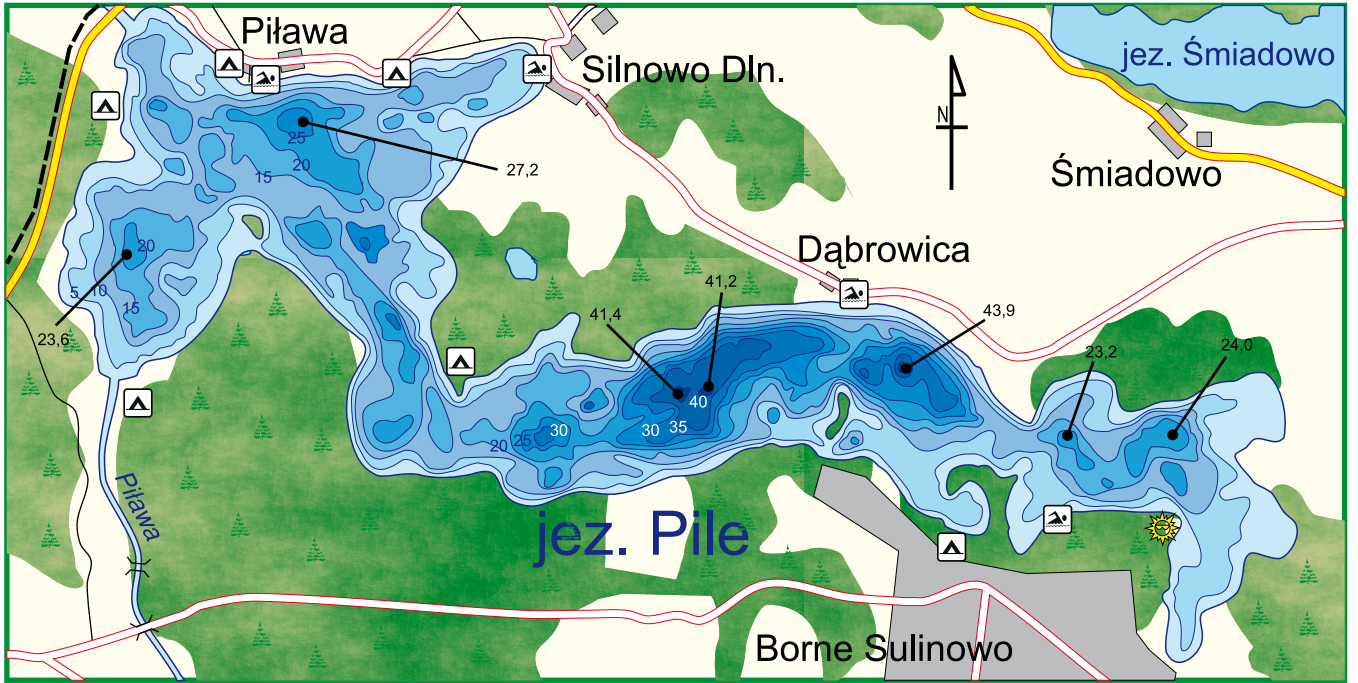 Piława
Silnowo Dln.
jez. Śmiadowo
N
25
20
15
27,2
Śmiadowo
20
5
10
15
23,6
Dąbrowica
41,2
41,4
43,9
23,2
24,0
40
30
35
30
20
25
Piława
jez. Pile
Borne Sulinowo